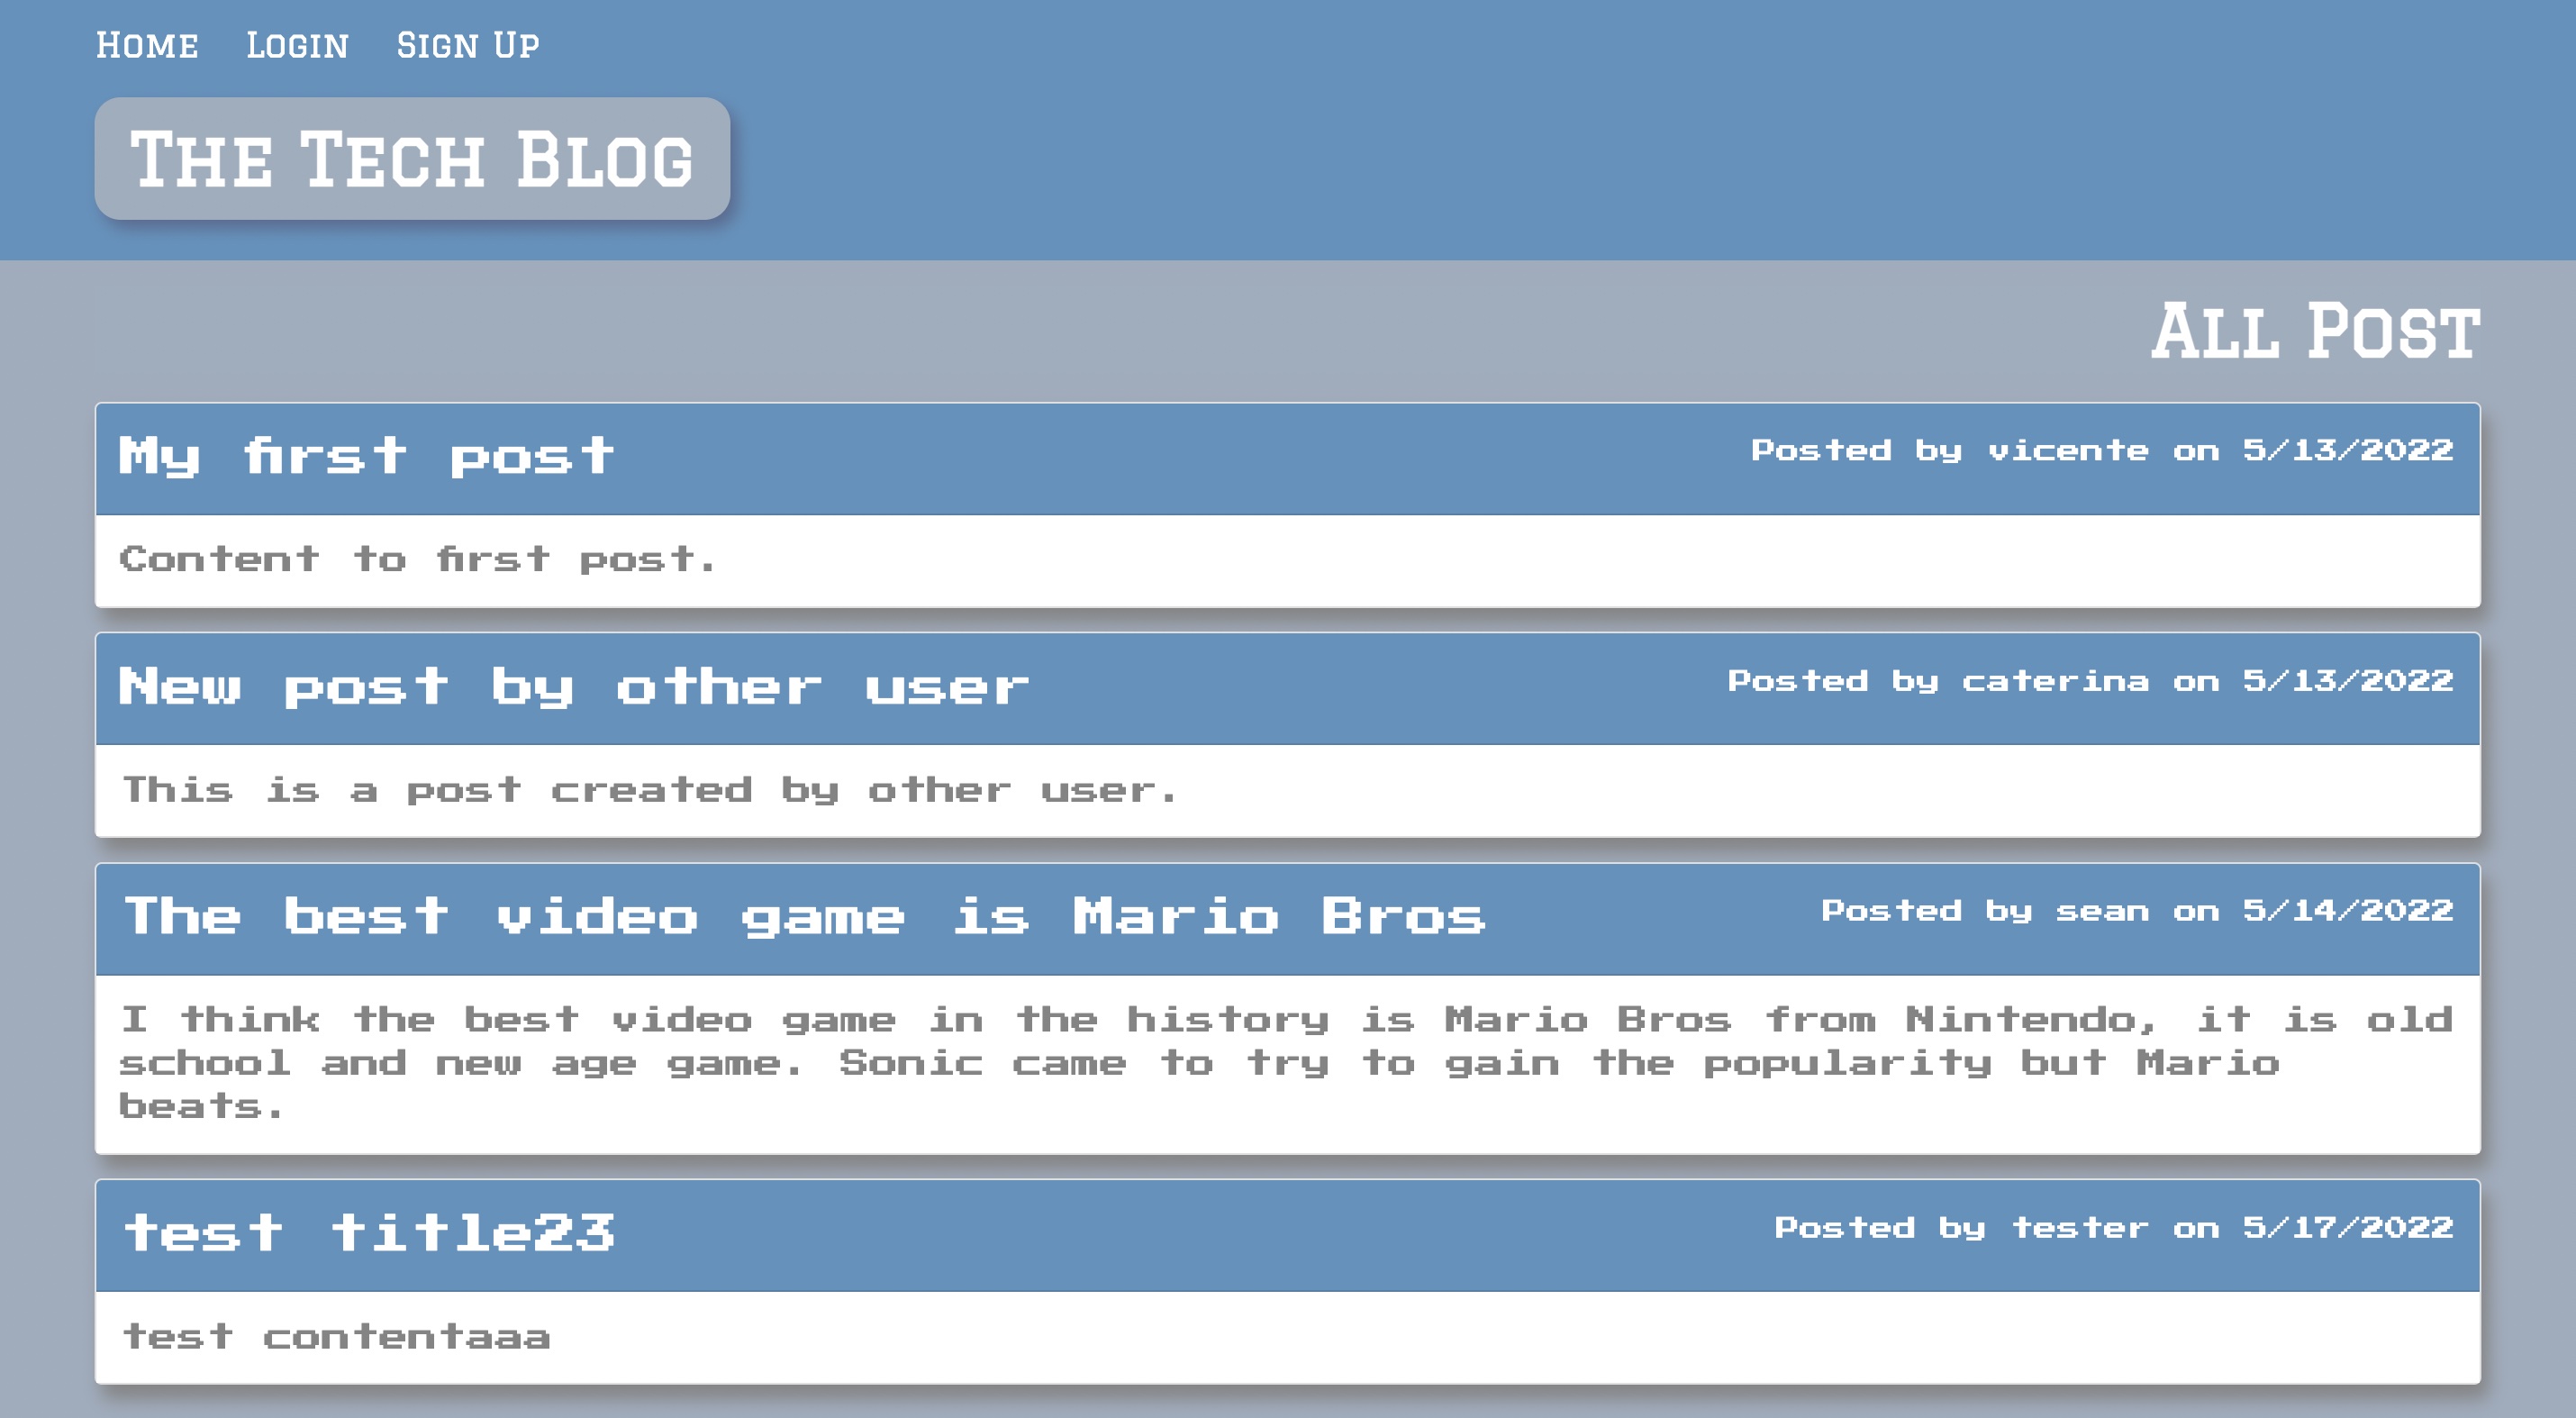 Home Login Sign Up
The Tech Blog
All Post
My first post
Posted by vicente on 5/13/2022
Content to first post.
New post by other user
Posted by caterina on 5/13/2022
This is a post created by other user.
The best video game is Mario Bros
Posted by sean on 5/14/2022
I think the best video game in the history is Mario Bros from Nintendo, it is old
school and new age game. Sonic came to try to gain the popularity but Mario
beats.
test title23
Posted by tester on 5/17/2022
test contentaaa